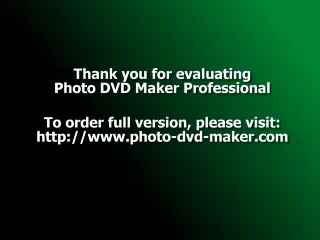 Thank you for evaluating
Photo DVD Maker Professional
To order full version, please visit:
http://www.photo-dvd-maker.com